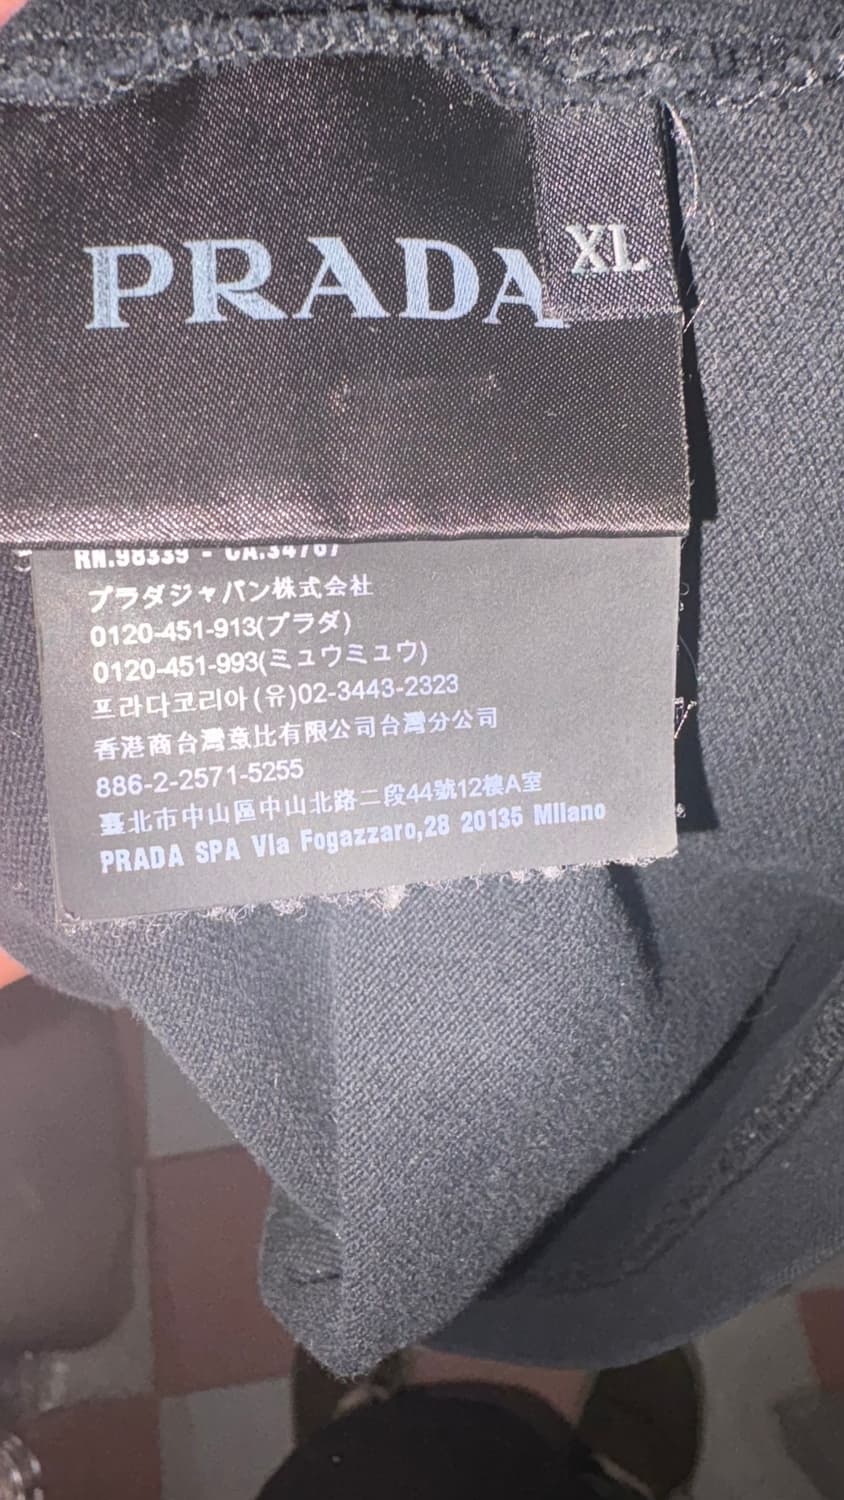 PRADA
XL
RN.98339 - CA.34767
プラダジャパン株式会社
0120-451-913(プラダ)
0120-451-993(ミュウミュウ)
프라다코리아(유)02-3443-2323
香港商台灣意比有限公司台灣分公司
886-2-2571-5255
臺北市中山區中山北路二段44號12樓A室
PRADA SPA Via Fogazzaro,28 20135 Milano